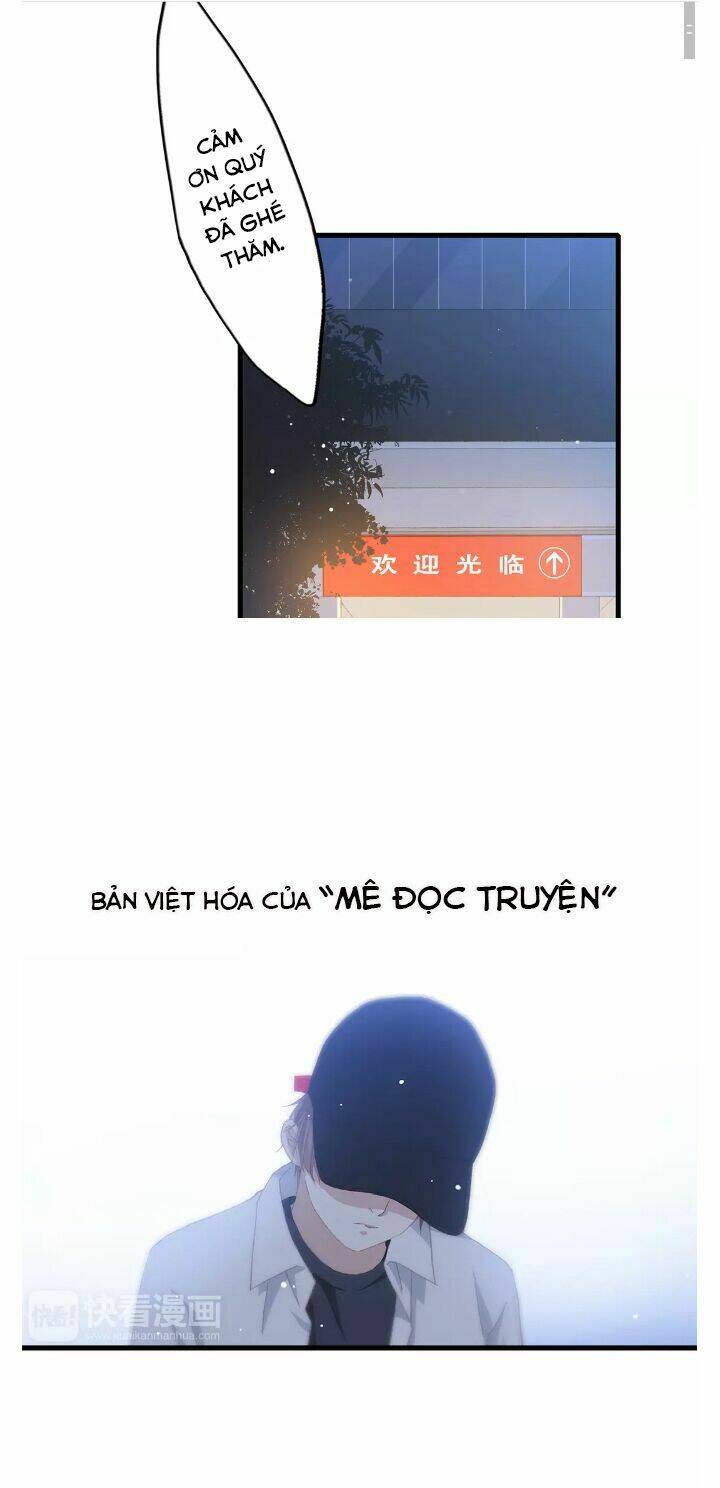 CẢM
ƠN QUÝ
KHÁCH
ĐÃ GHÉ
THĂM.
欢迎光临
BẢN VIỆT HÓA CỦA "MÊ ĐỌC TRUYỆN"
快看! 快看漫画
www.kuaikanmanhua.com